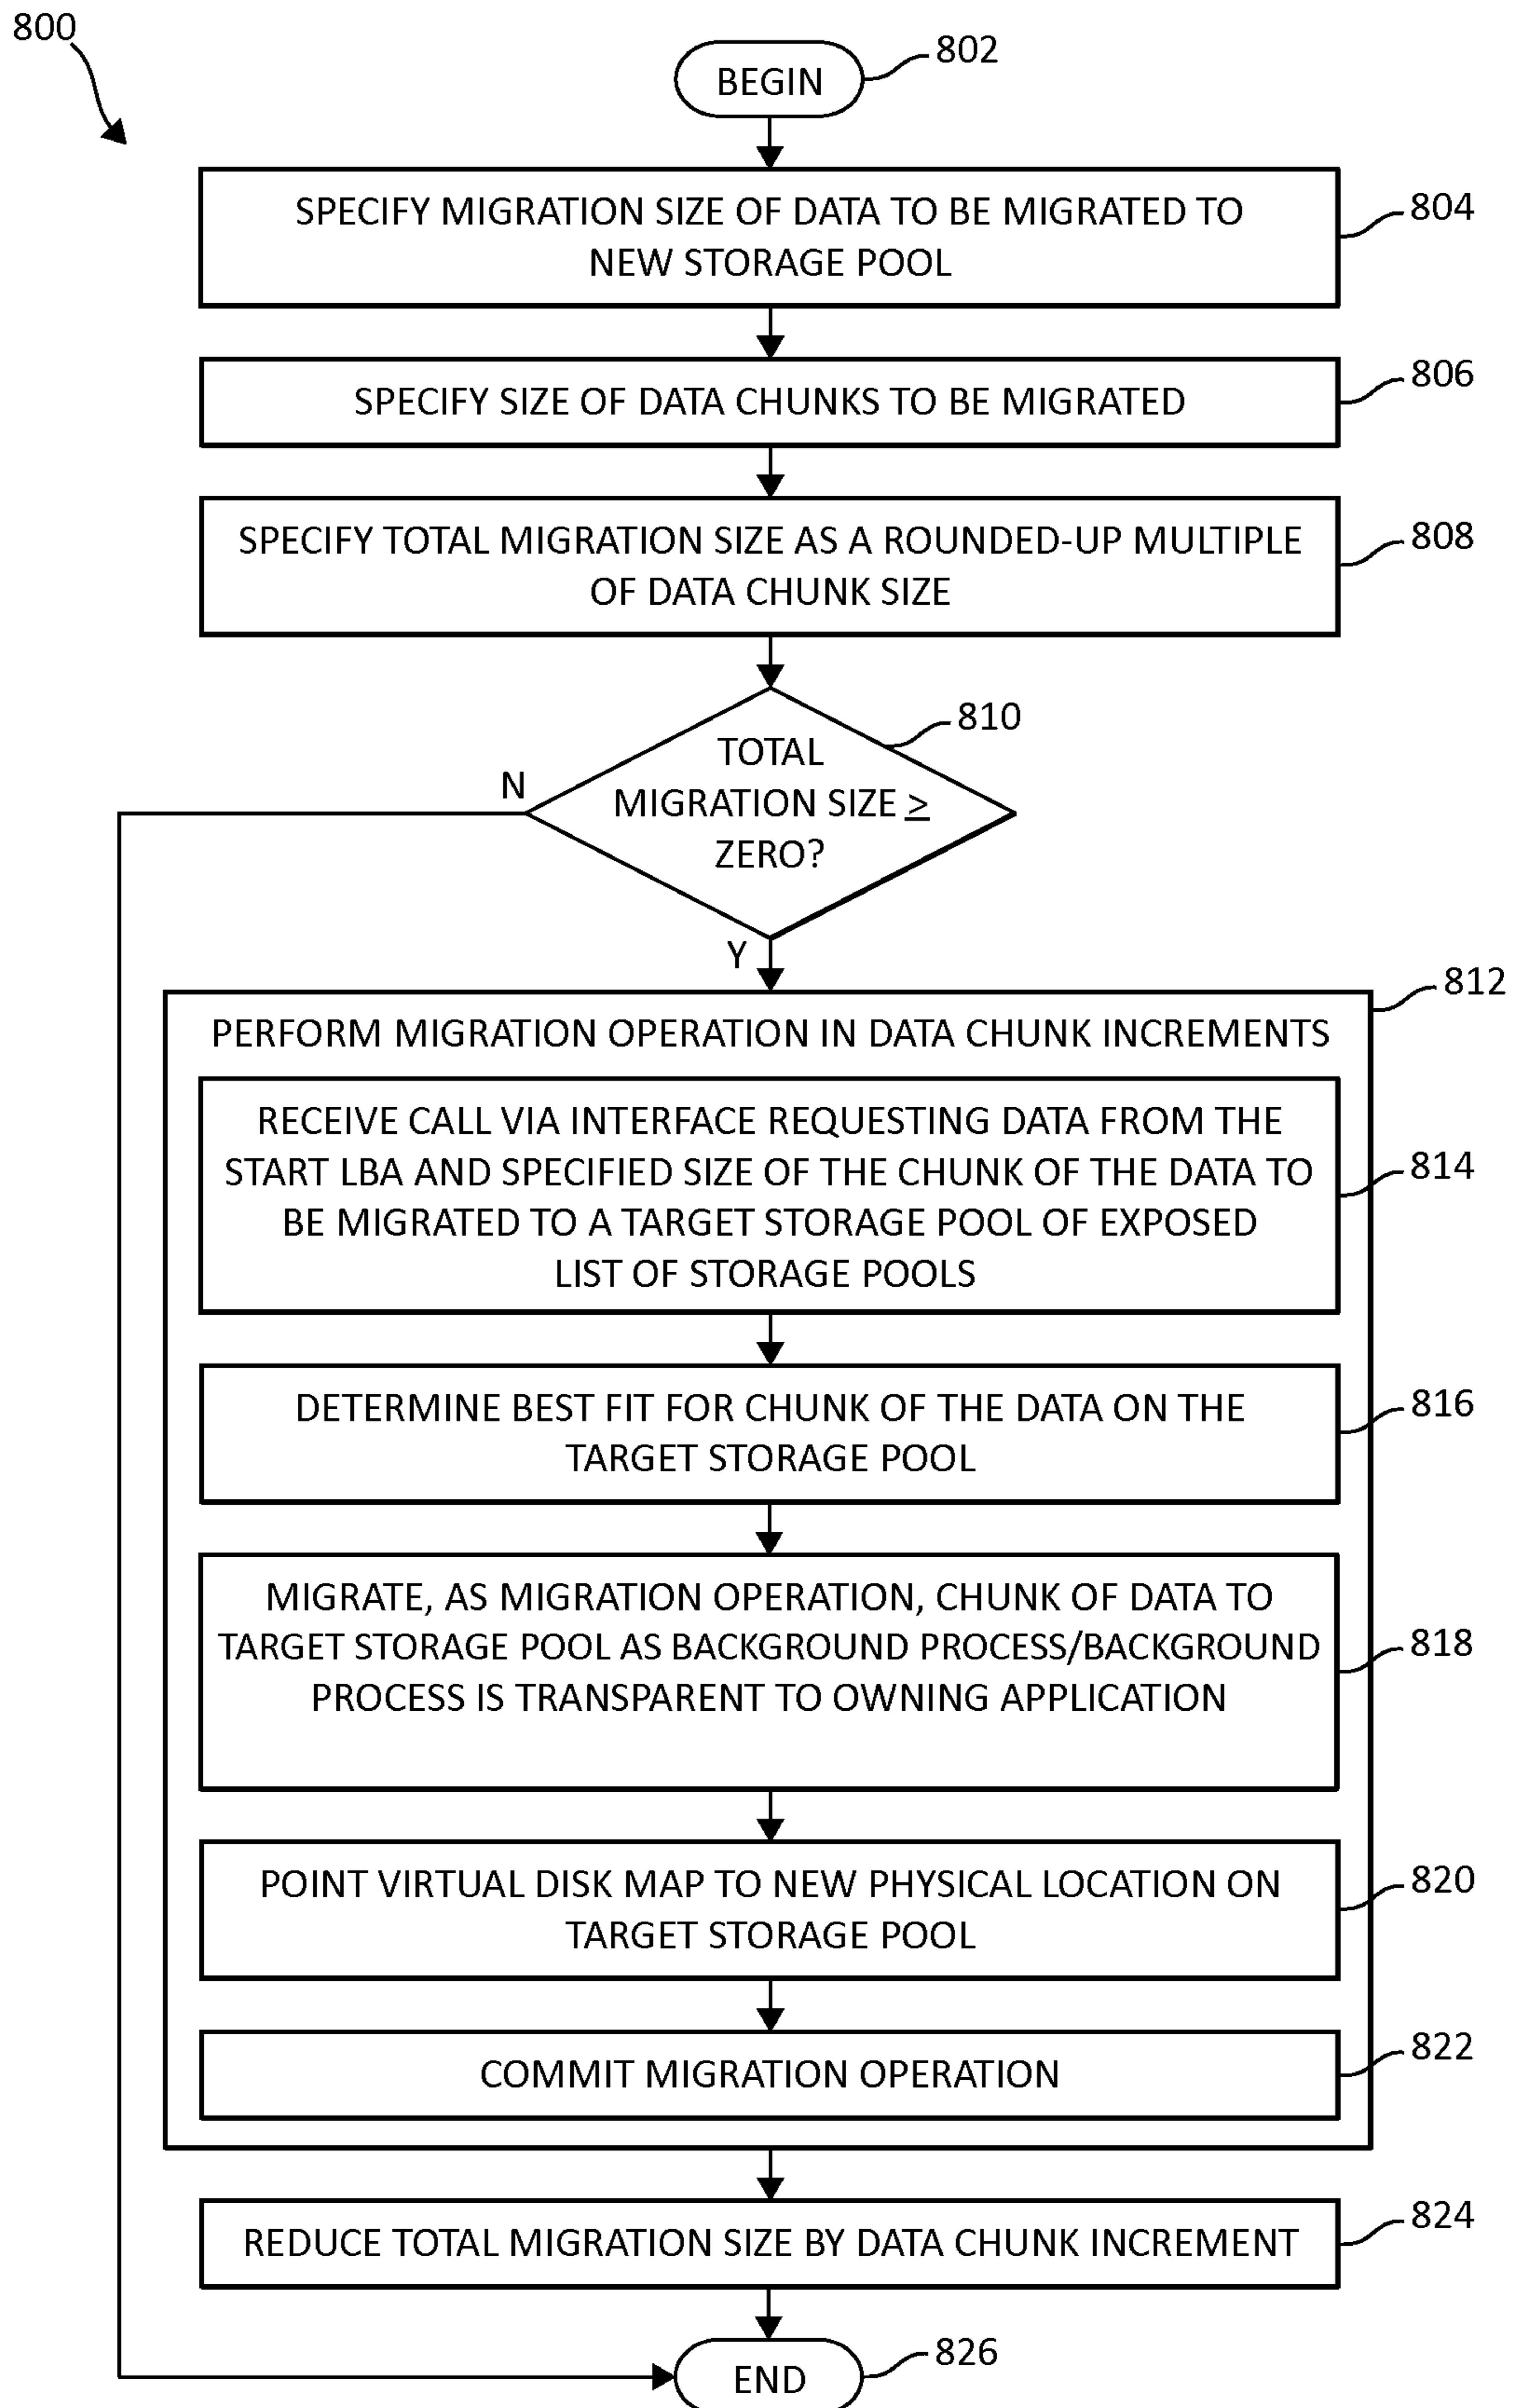 800
BEGIN
802
SPECIFY MIGRATION SIZE OF DATA TO BE MIGRATED TO
NEW STORAGE POOL
804
SPECIFY SIZE OF DATA CHUNKS TO BE MIGRATED
806
SPECIFY TOTAL MIGRATION SIZE AS A ROUNDED-UP MULTIPLE
OF DATA CHUNK SIZE
808
TOTAL
MIGRATION SIZE ≥
ZERO?
810
N
Y
812
PERFORM MIGRATION OPERATION IN DATA CHUNK INCREMENTS
RECEIVE CALL VIA INTERFACE REQUESTING DATA FROM THE
START LBA AND SPECIFIED SIZE OF THE CHUNK OF THE DATA TO
BE MIGRATED TO A TARGET STORAGE POOL OF EXPOSED
LIST OF STORAGE POOLS
814
DETERMINE BEST FIT FOR CHUNK OF THE DATA ON THE
TARGET STORAGE POOL
816
MIGRATE, AS MIGRATION OPERATION, CHUNK OF DATA TO
TARGET STORAGE POOL AS BACKGROUND PROCESS/BACKGROUND
PROCESS IS TRANSPARENT TO OWNING APPLICATION
818
POINT VIRTUAL DISK MAP TO NEW PHYSICAL LOCATION ON
TARGET STORAGE POOL
820
COMMIT MIGRATION OPERATION
822
REDUCE TOTAL MIGRATION SIZE BY DATA CHUNK INCREMENT
824
END
826